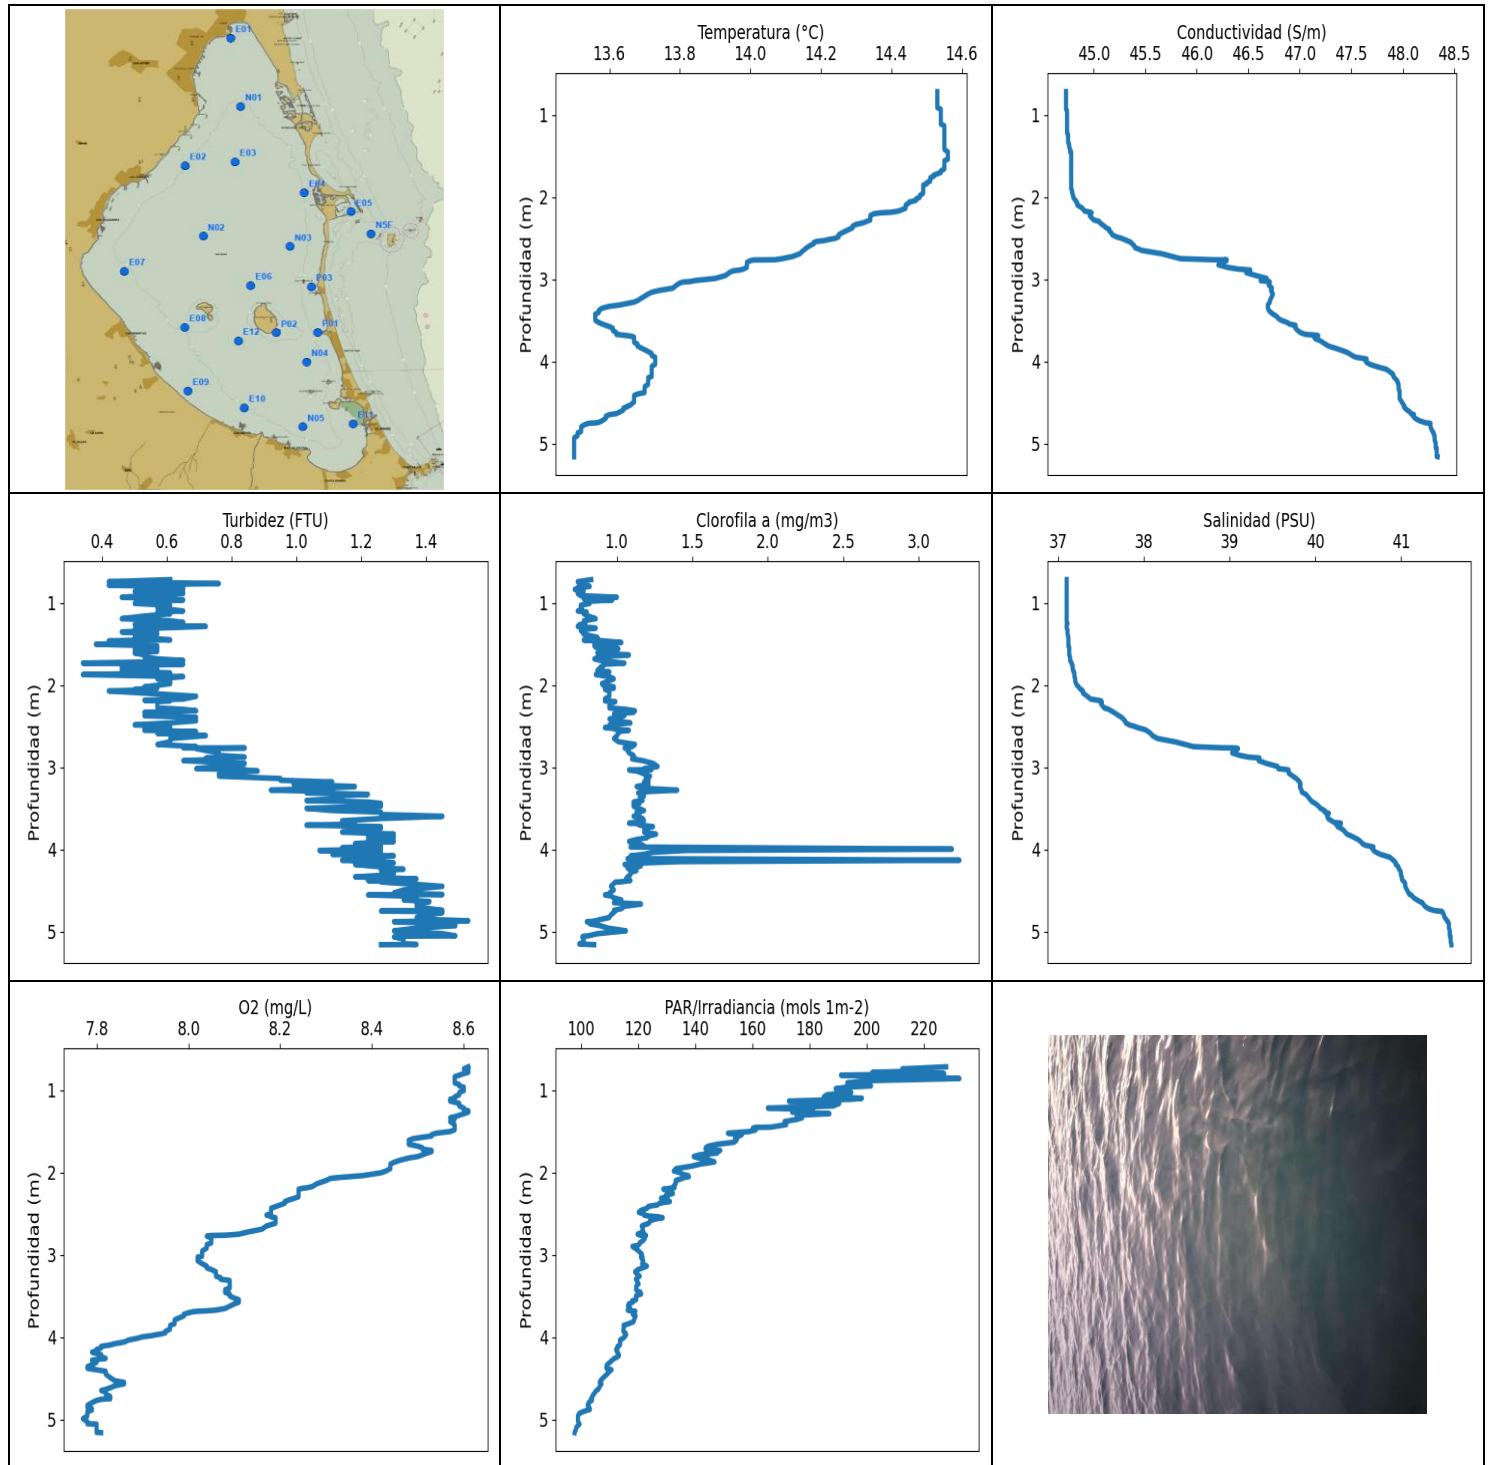 E01
N01
E02
E03
E04
E05
N5E
N02
N03
E07
E06
P03
E08
E12
P02
P01
N04
E09
E10
N05
E11
Temperatura (°C)
13.6 13.8 14.0 14.2 14.4 14.6
Profundidad (m)
1
2
3
4
5
Conductividad (S/m)
45.0 45.5 46.0 46.5 47.0 47.5 48.0 48.5
Profundidad (m)
1
2
3
4
5
Turbidez (FTU)
0.4 0.6 0.8 1.0 1.2 1.4
Profundidad (m)
1
2
3
4
5
Clorofila a (mg/m3)
1.0 1.5 2.0 2.5 3.0
Profundidad (m)
1
2
3
4
5
Salinidad (PSU)
37 38 39 40 41
Profundidad (m)
1
2
3
4
5
O2 (mg/L)
7.8 8.0 8.2 8.4 8.6
Profundidad (m)
1
2
3
4
5
PAR/Irradiancia (mols 1m-2)
100 120 140 160 180 200 220
Profundidad (m)
1
2
3
4
5